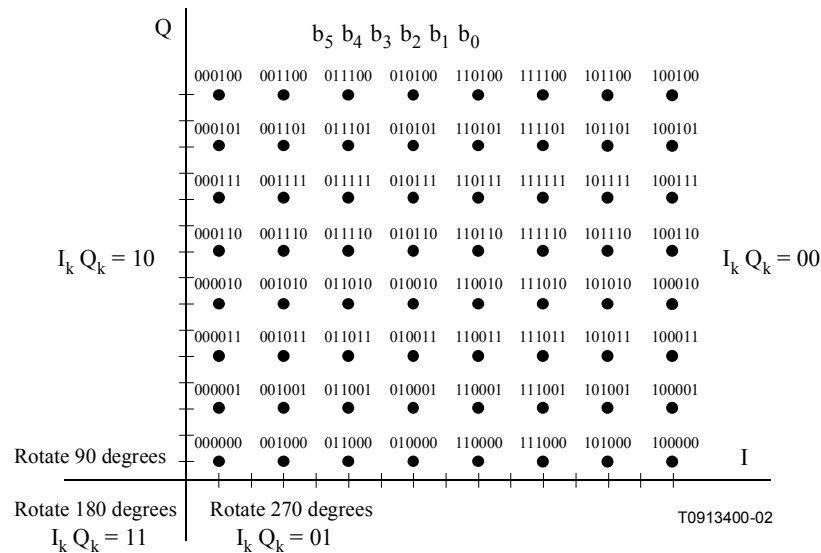 Q
b5 b4 b3 b2 b1 b0
000100 001100 011100 010100 110100 111100 101100 100100
000101 001101 011101 010101 110101 111101 101101 100101
000111 001111 011111 010111 110111 111111 101111 100111
000110 001110 011110 010110 110110 111110 101110 100110
Ik Qk = 10
Ik Qk = 00
000010 001010 011010 010010 110010 111010 101010 100010
000011 001011 011011 010011 110011 111011 101011 100011
000001 001001 011001 010001 110001 111001 101001 100001
Rotate 90 degrees
000000 001000 011000 010000 110000 111000 101000 100000
I
Rotate 180 degrees
Ik Qk = 11
Rotate 270 degrees
Ik Qk = 01
T0913400-02